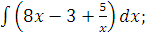 ∫ (8x − 3 + 5/x) dx;